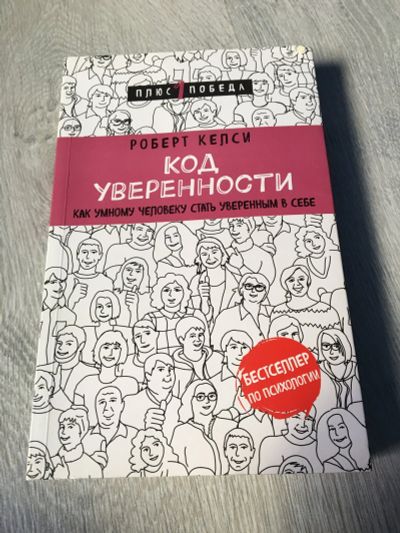 ПЛЮС 1 ПОБЕДА
РОБЕРТ КЕЛСИ
КОД
УВЕРЕННОСТИ
КАК УМНОМУ ЧЕЛОВЕКУ СТАТЬ УВЕРЕННЫМ В СЕБЕ
БЕСТСЕЛЛЕР
ПО ПСИХОЛОГИИ